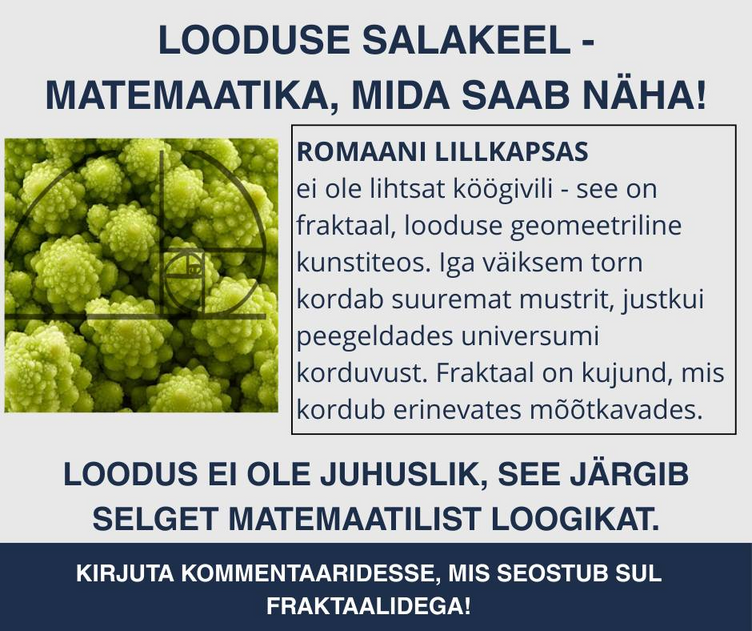 LOODUSE SALAKEEL -
MATEMAATIKA, MIDA SAAB NÄHA!
ROMAANI LILLKAPSAS
ei ole lihtsat köögivili - see on
fraktaal, looduse geomeetriline
kunstiteos. Iga väiksem torn
kordab suuremat mustrit, justkui
peegeldades universumi
korduvust. Fraktaal on kujund, mis
kordub erinevates mõõtkavades.
LOODUS EI OLE JUHUSLIK, SEE JÄRGIB
SELGET MATEMAATILIST LOOGIKAT.
KIRJUTA KOMMENTAARIDESSE, MIS SEOSTUB SUL
FRAKTAALIDEGA!